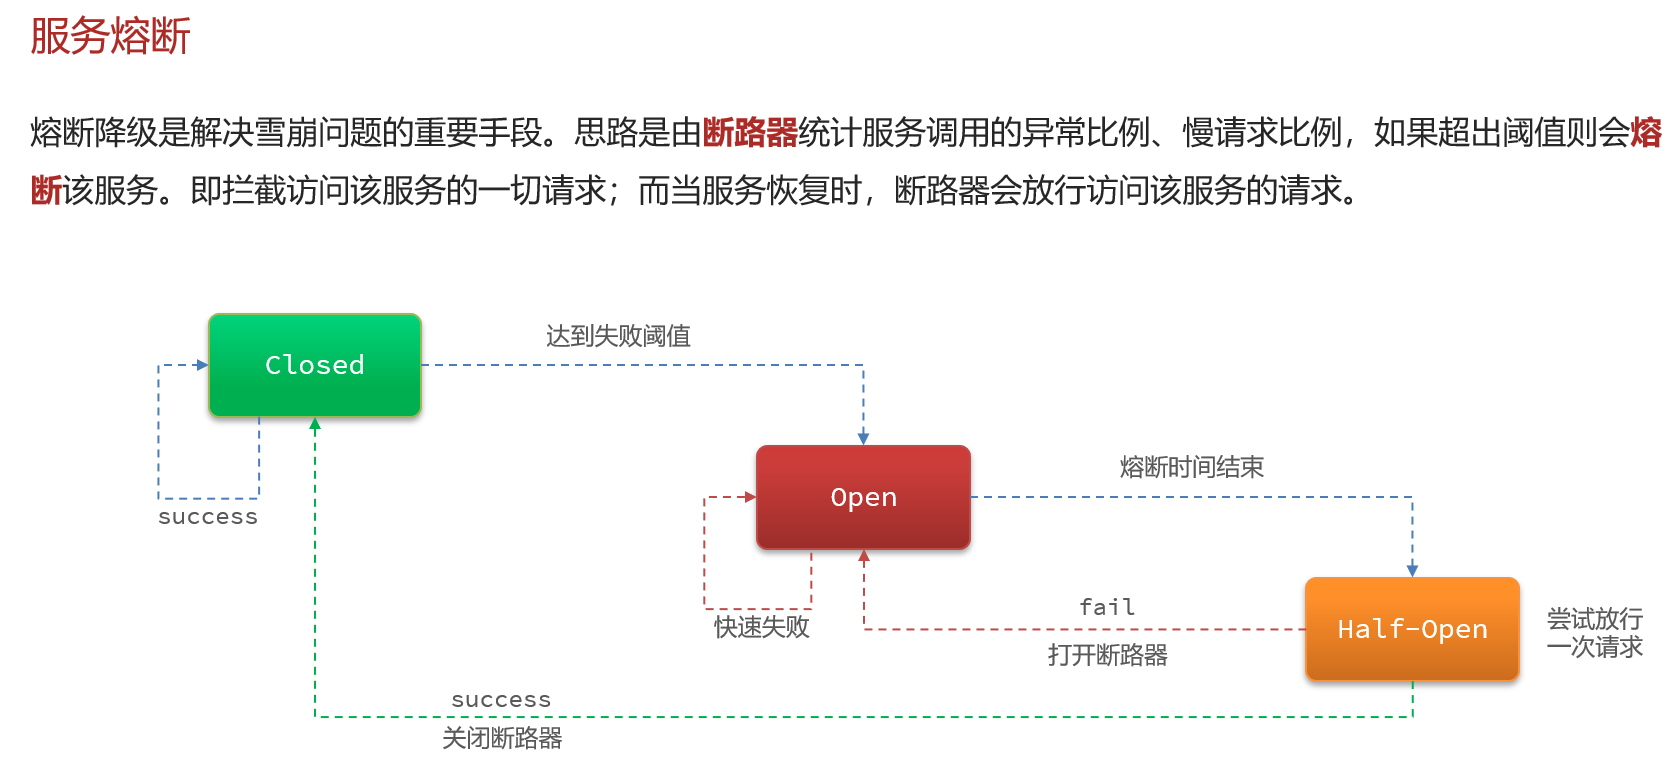 服务熔断
熔断降级是解决雪崩问题的重要手段。思路是由断路器统计服务调用的异常比例、慢请求比例，如果超出阈值则会熔
断该服务。即拦截访问该服务的一切请求；而当服务恢复时，断路器会放行访问该服务的请求。
达到失败阈值
Closed
熔断时间结束
Open
success
fail
快速失败
打开断路器
Half-Open
尝试放行
一次请求
success
关闭断路器